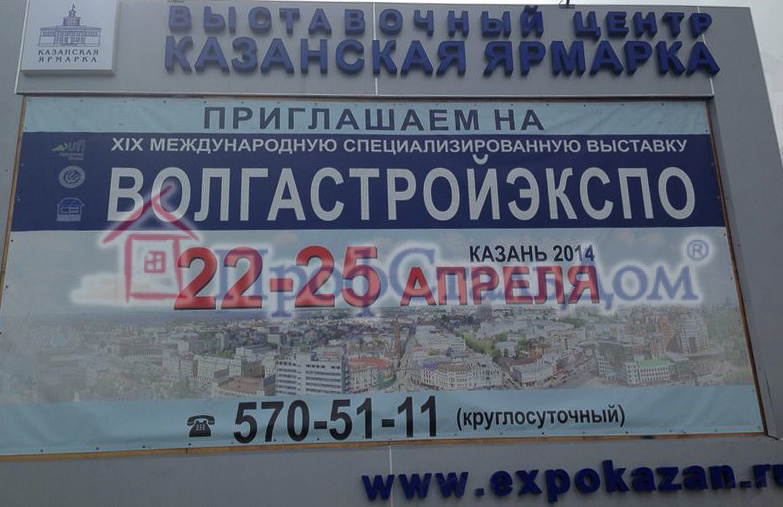 ВЫСТАВОЧНЫЙ ЦЕНТР
КАЗАНСКАЯ ЯРМАРКА
КАЗАНСКАЯ
ЯРМАРКА
ПРИГЛАШАЕМ НА
XIX МЕЖДУНАРОДНУЮ СПЕЦИАЛИЗИРОВАННУЮ ВЫСТАВКУ
ВОЛГАСТРОЙЭКСПО
КАЗАНЬ 2014
22-25 АПРЕЛЯ
ПрофСтальДом®
570-51-11 (круглосуточный)
www.expokazan.ru